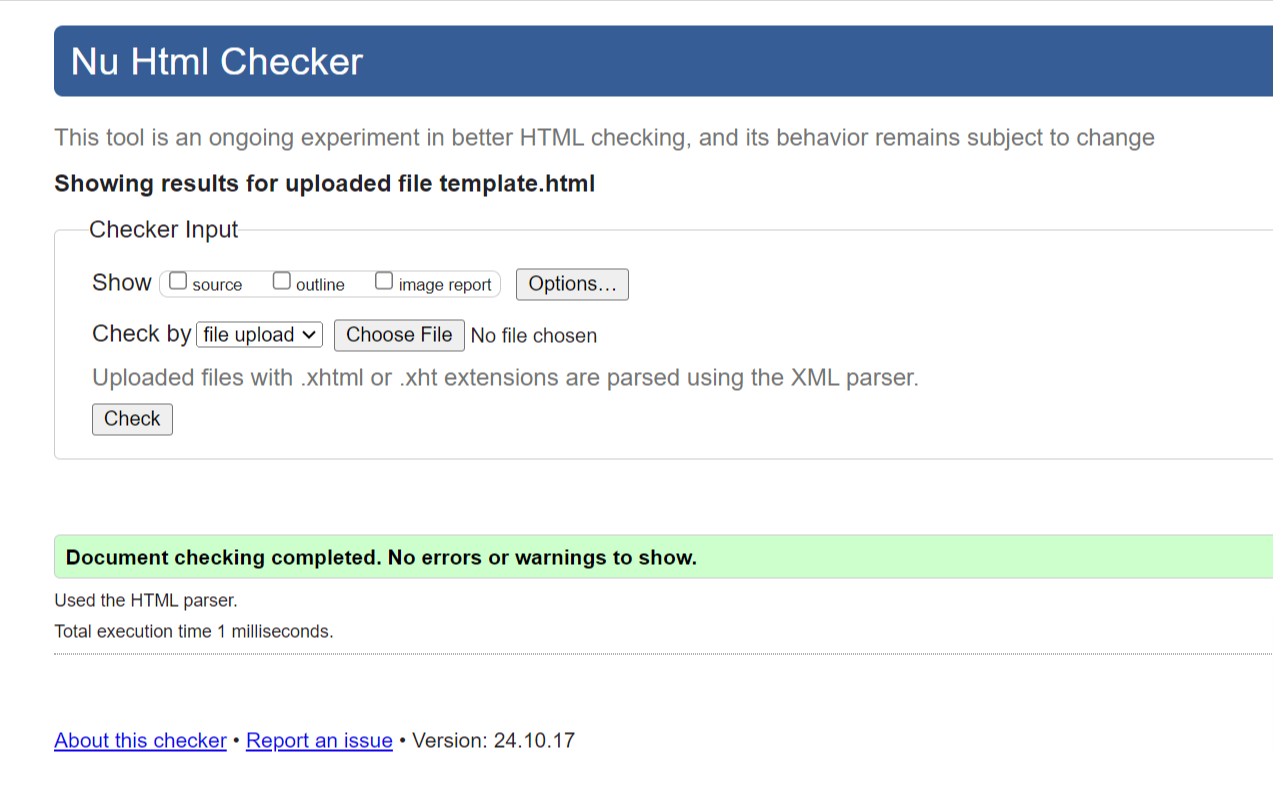 Nu Html Checker
This tool is an ongoing experiment in better HTML checking, and its behavior remains subject to change
Showing results for uploaded file template.html
Checker Input
Show source outline image report Options...
Check by file upload Choose File No file chosen
Uploaded files with .xhtml or .xht extensions are parsed using the XML parser.
Check
Document checking completed. No errors or warnings to show.
Used the HTML parser.
Total execution time 1 milliseconds.
About this checker • Report an issue • Version: 24.10.17